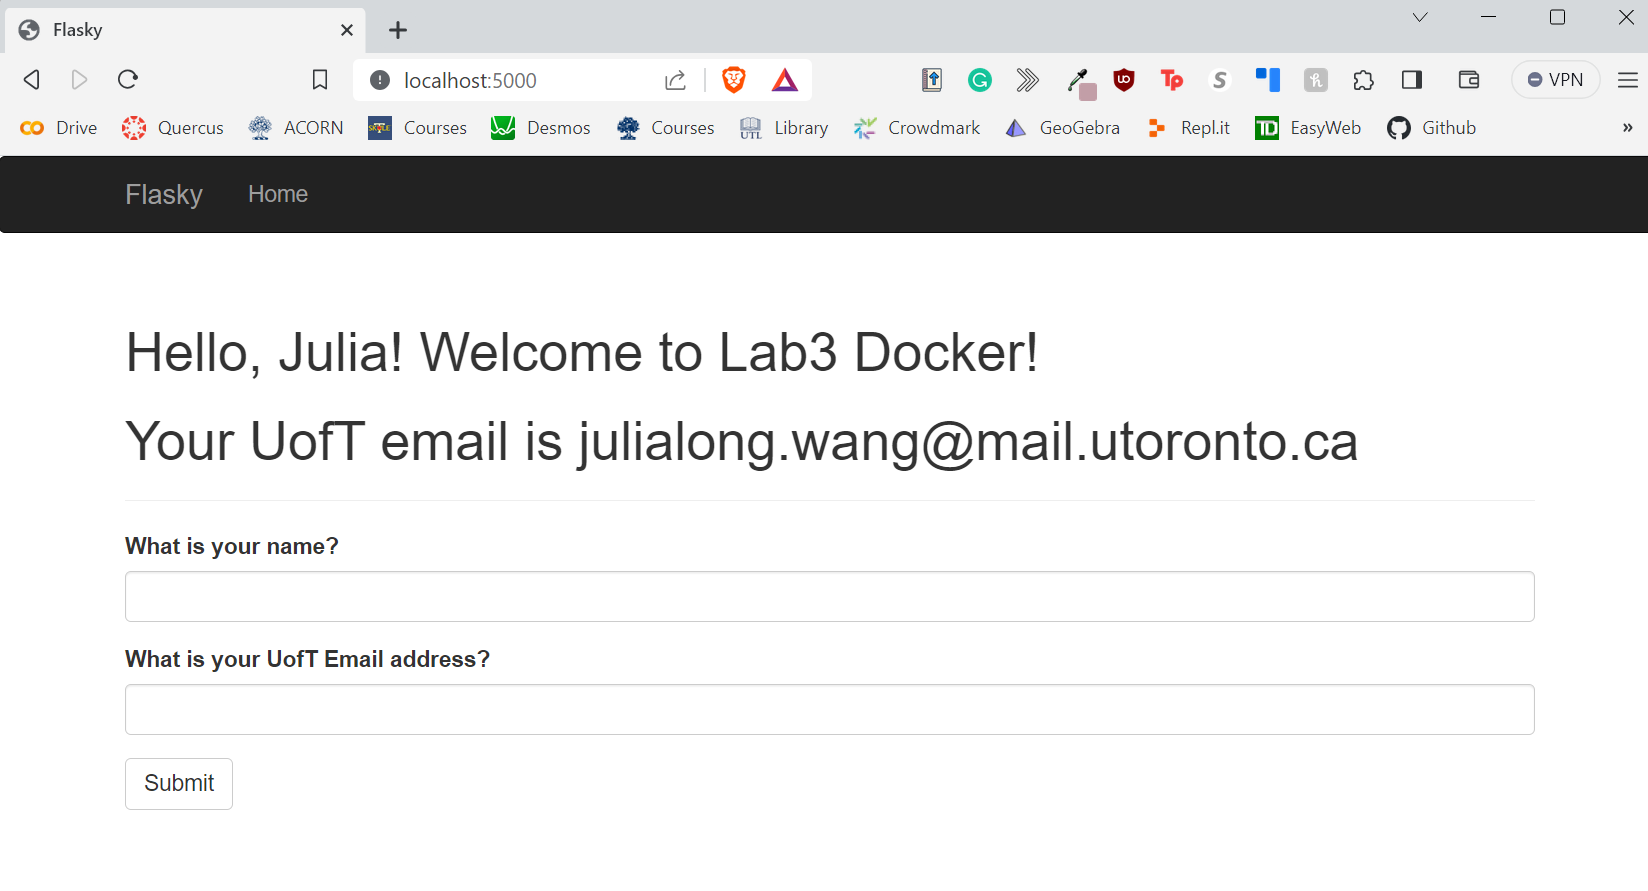 Flasky
localhost:5000
VPN
Drive Quercus ACORN Courses Desmos Courses Library Crowdmark GeoGebra Repl.it EasyWeb Github
Flasky Home
Hello, Julia! Welcome to Lab3 Docker!
Your UofT email is julialong.wang@mail.utoronto.ca
What is your name?
What is your UofT Email address?
Submit